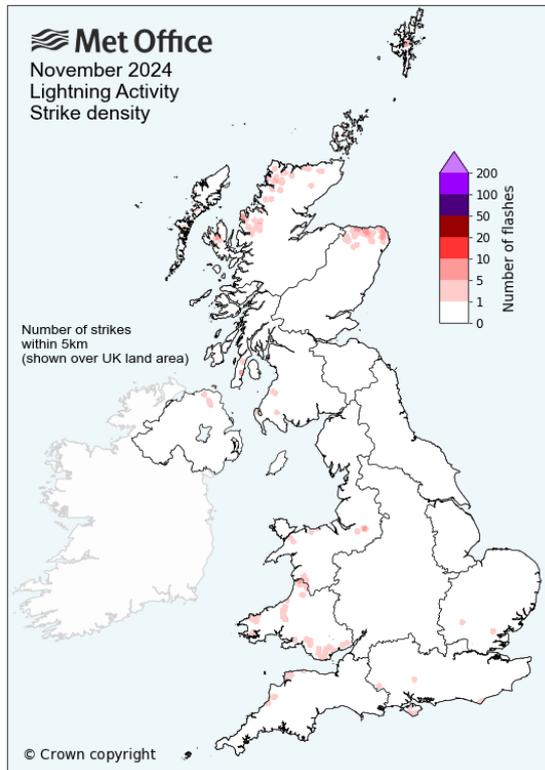 Met Office
November 2024
Lightning Activity
Strike density
200
100
50
20
10
5
1
0
Number of flashes
Number of strikes
within 5km
(shown over UK land area)
© Crown copyright